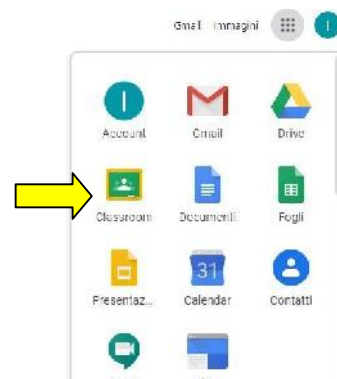 Gmail Immagini
I
I
Account Gmail Drive
Classroom Documenti Fogli
31
Presentaz... Calendar Contatti